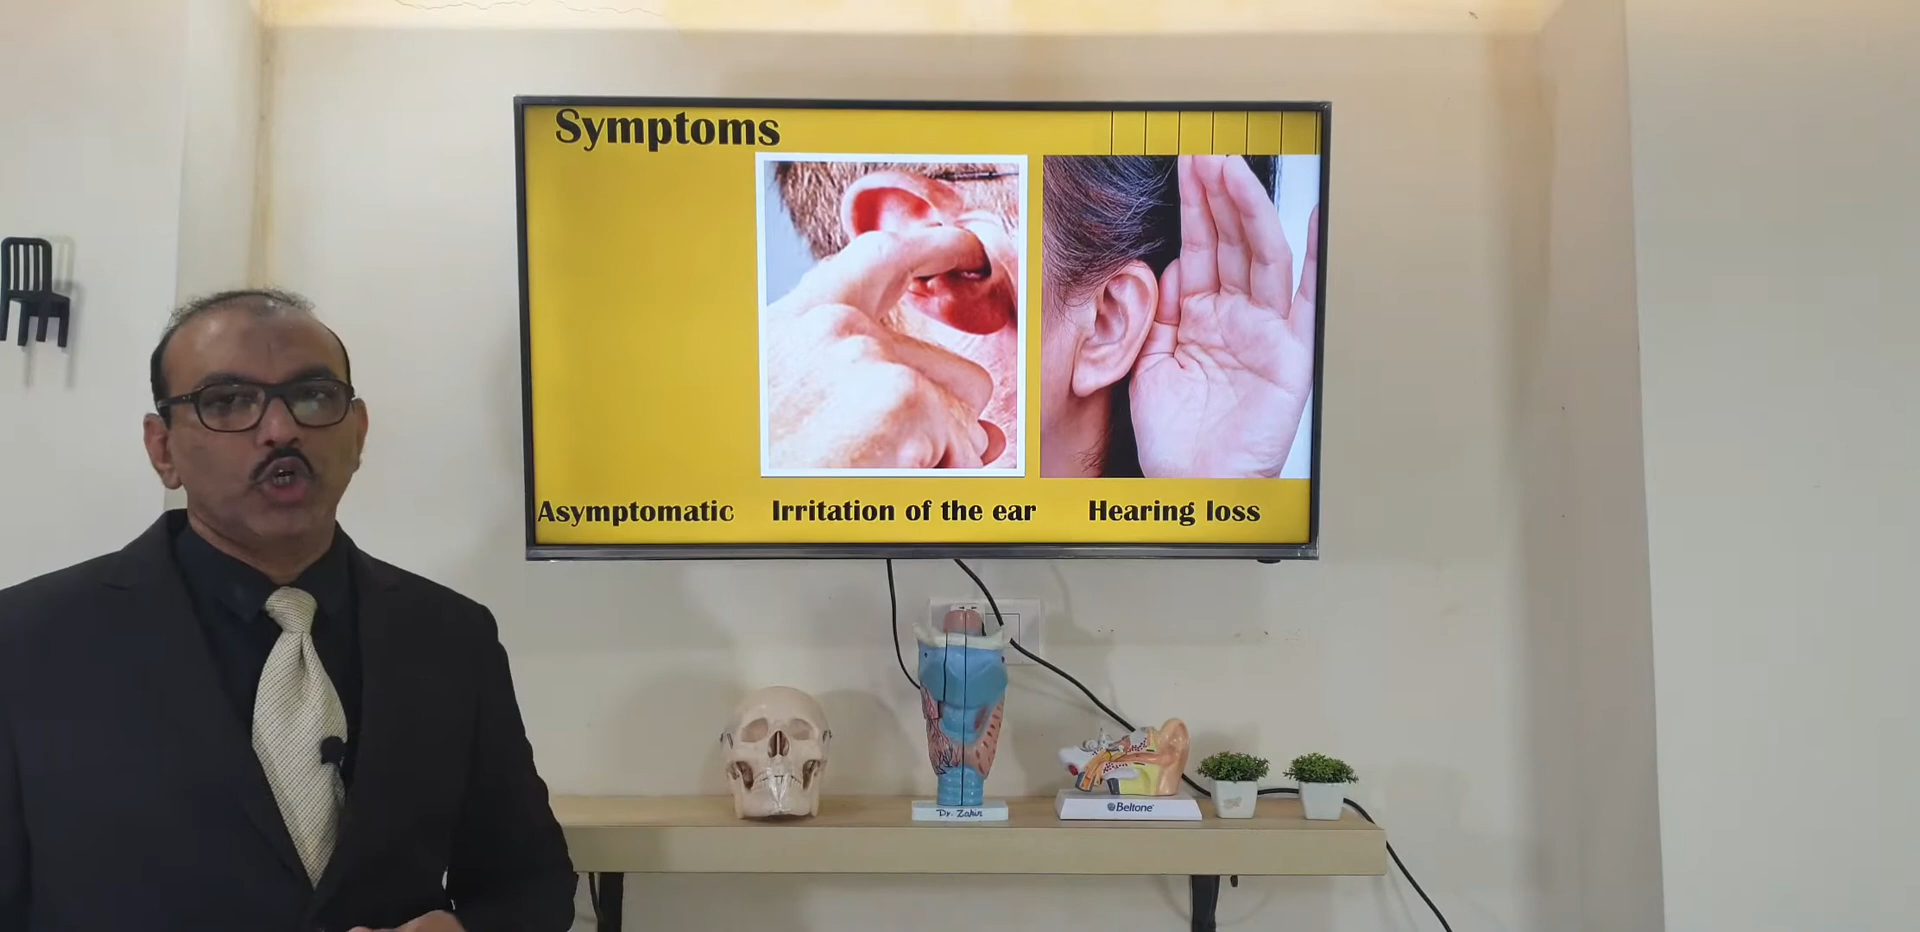 Symptoms
Asymptomatic
Irritation of the ear
Hearing loss
Dr. Zahir
Beltone